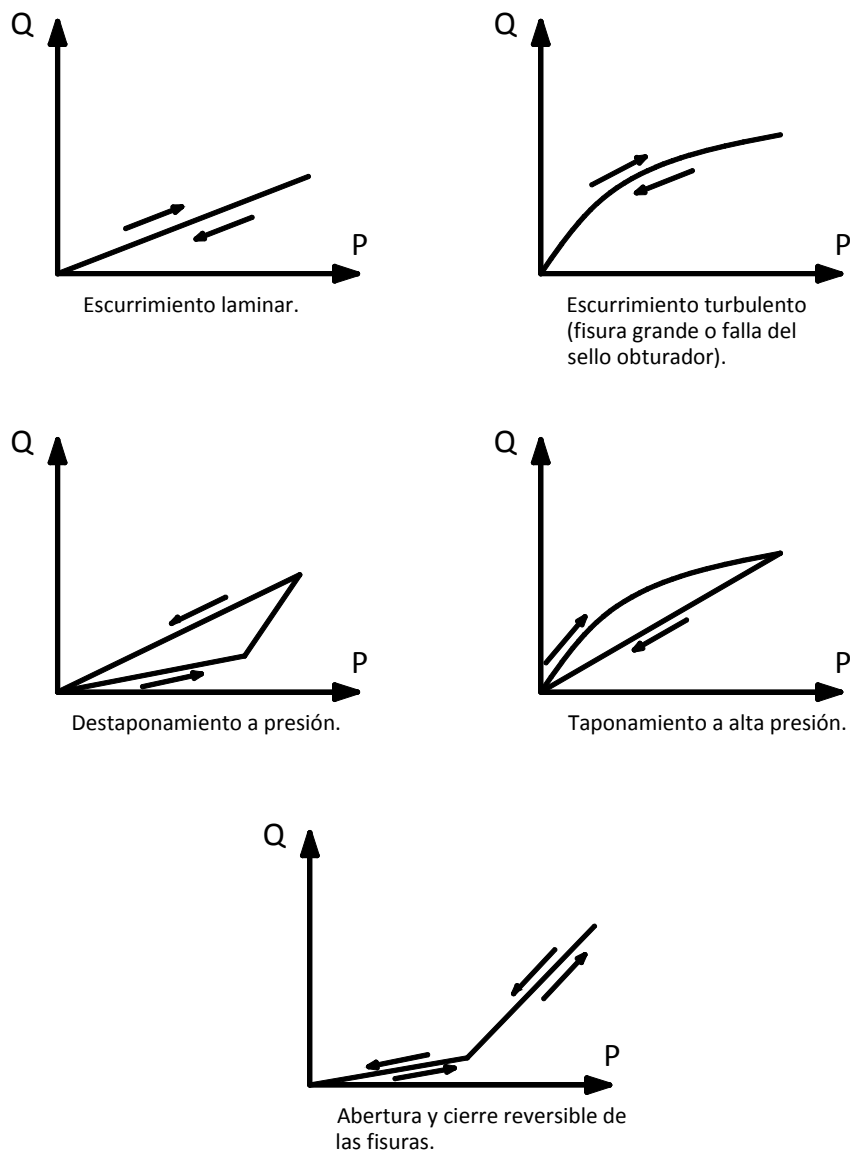 Q
P
Escurrimiento laminar.
Q
P
Escurrimiento turbulento
(fisura grande o falla del
sello obturador).
Q
P
Destaponamiento a presión.
Q
P
Taponamiento a alta presión.
Q
P
Abertura y cierre reversible de
las fisuras.